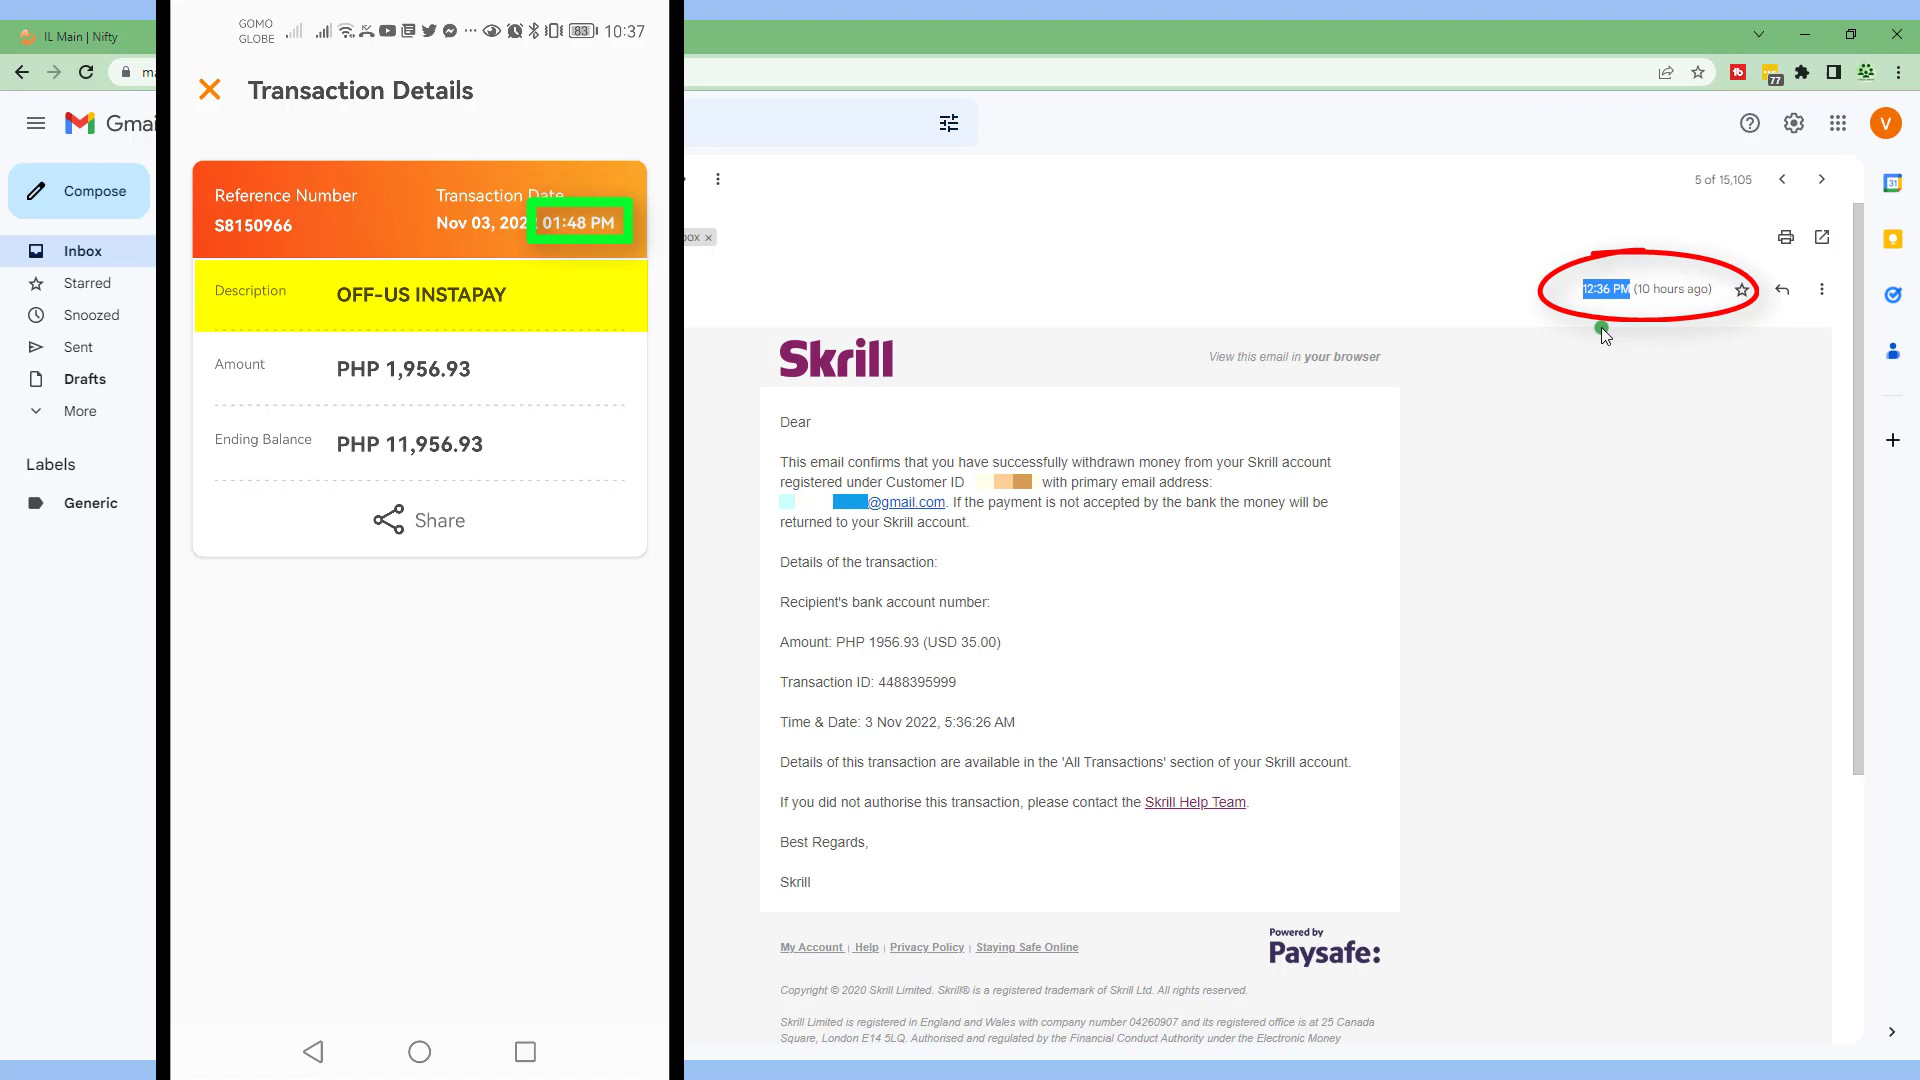 IL Main | Nifty
GOMO
GLOBE
83
10:37
Transaction Details
Reference Number
S8150966
Transaction Date
Nov 03, 202
01:48 PM
Description
OFF-US INSTAPAY
Amount
PHP 1,956.93
Ending Balance
PHP 11,956.93
Share
Gmai
Compose
Inbox
Starred
Snoozed
Sent
Drafts
More
Labels
Generic
77
V
5 of 15,105
31
12:36 PM (10 hours ago)
Skrill
View this email in your browser
Dear
This email confirms that you have successfully withdrawn money from your Skrill account
registered under Customer ID with primary email address:
@gmail.com. If the payment is not accepted by the bank the money will be
returned to your Skrill account.
Details of the transaction:
Recipient's bank account number:
Amount: PHP 1956.93 (USD 35.00)
Transaction ID: 4488395999
Time & Date: 3 Nov 2022, 5:36:26 AM
Details of this transaction are available in the 'All Transactions' section of your Skrill account.
If you did not authorise this transaction, please contact the Skrill Help Team.
Best Regards,
Skrill
My Account | Help | Privacy Policy | Staying Safe Online
Powered by
Paysafe:
Copyright © 2020 Skrill Limited. Skrill® is a registered trademark of Skrill Ltd. All rights reserved.
Skrill Limited is registered in England and Wales with company number 04260907 and its registered office is at 25 Canada
Square, London E14 5LQ. Authorised and regulated by the Financial Conduct Authority under the Electronic Money